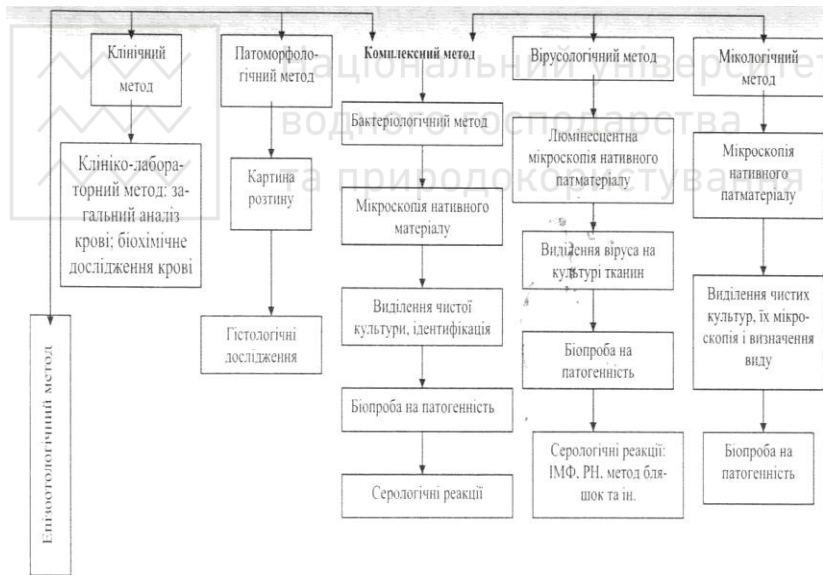 Клінічний
метод
Патоморфоло-
гічний метод
Комплексний метод
Вірусологічний метод
Мікологічний
метод
Національний університет
водного господарства
та природокористування
Бактеріологічний метод
Люмінесцентна
мікроскопія нативного
патматеріалу
Мікроскопія
нативного
патматеріалу
Клініко-лабора-
торний метод: за-
гальний аналіз
крові; біохімічне
дослідження крові
Картина
розтину
Мікроскопія нативного
матеріалу
Виділення віруса на
культурі тканин
Виділення чистої
культури, ідентифікація
Виділення чистих
культур, їх мікро-
скопія і визначення
виду
Гістологічні
дослідження
Біопроба на
патогенність
Біопроба на патогенність
Серологічні реакції:
ІМФ, РН, метод бля-
шок та ін.
Біопроба на
патогенність
Серологічні реакції
Епізоотологічний метод